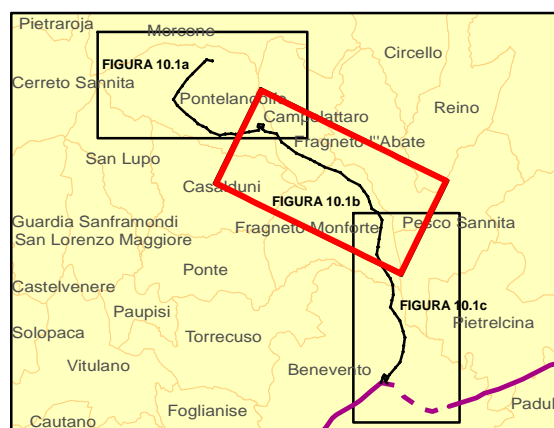 Pietraroja
Morcone
Circello
FIGURA 10.1a
Cerreto Sannita
Pontelandolfo
Reino
Campolattaro
Fragneto l'Abate
San Lupo
Casalduni
FIGURA 10.1b
Guardia Sanframondi
Fragneto Monforte
Pesco Sannita
San Lorenzo Maggiore
Ponte
Castelvenere
FIGURA 10.1c
Paupisi
Pietrelcina
Solopaca
Torrecuso
Vitulano
Benevento
Foglianise
Padul
Cautano